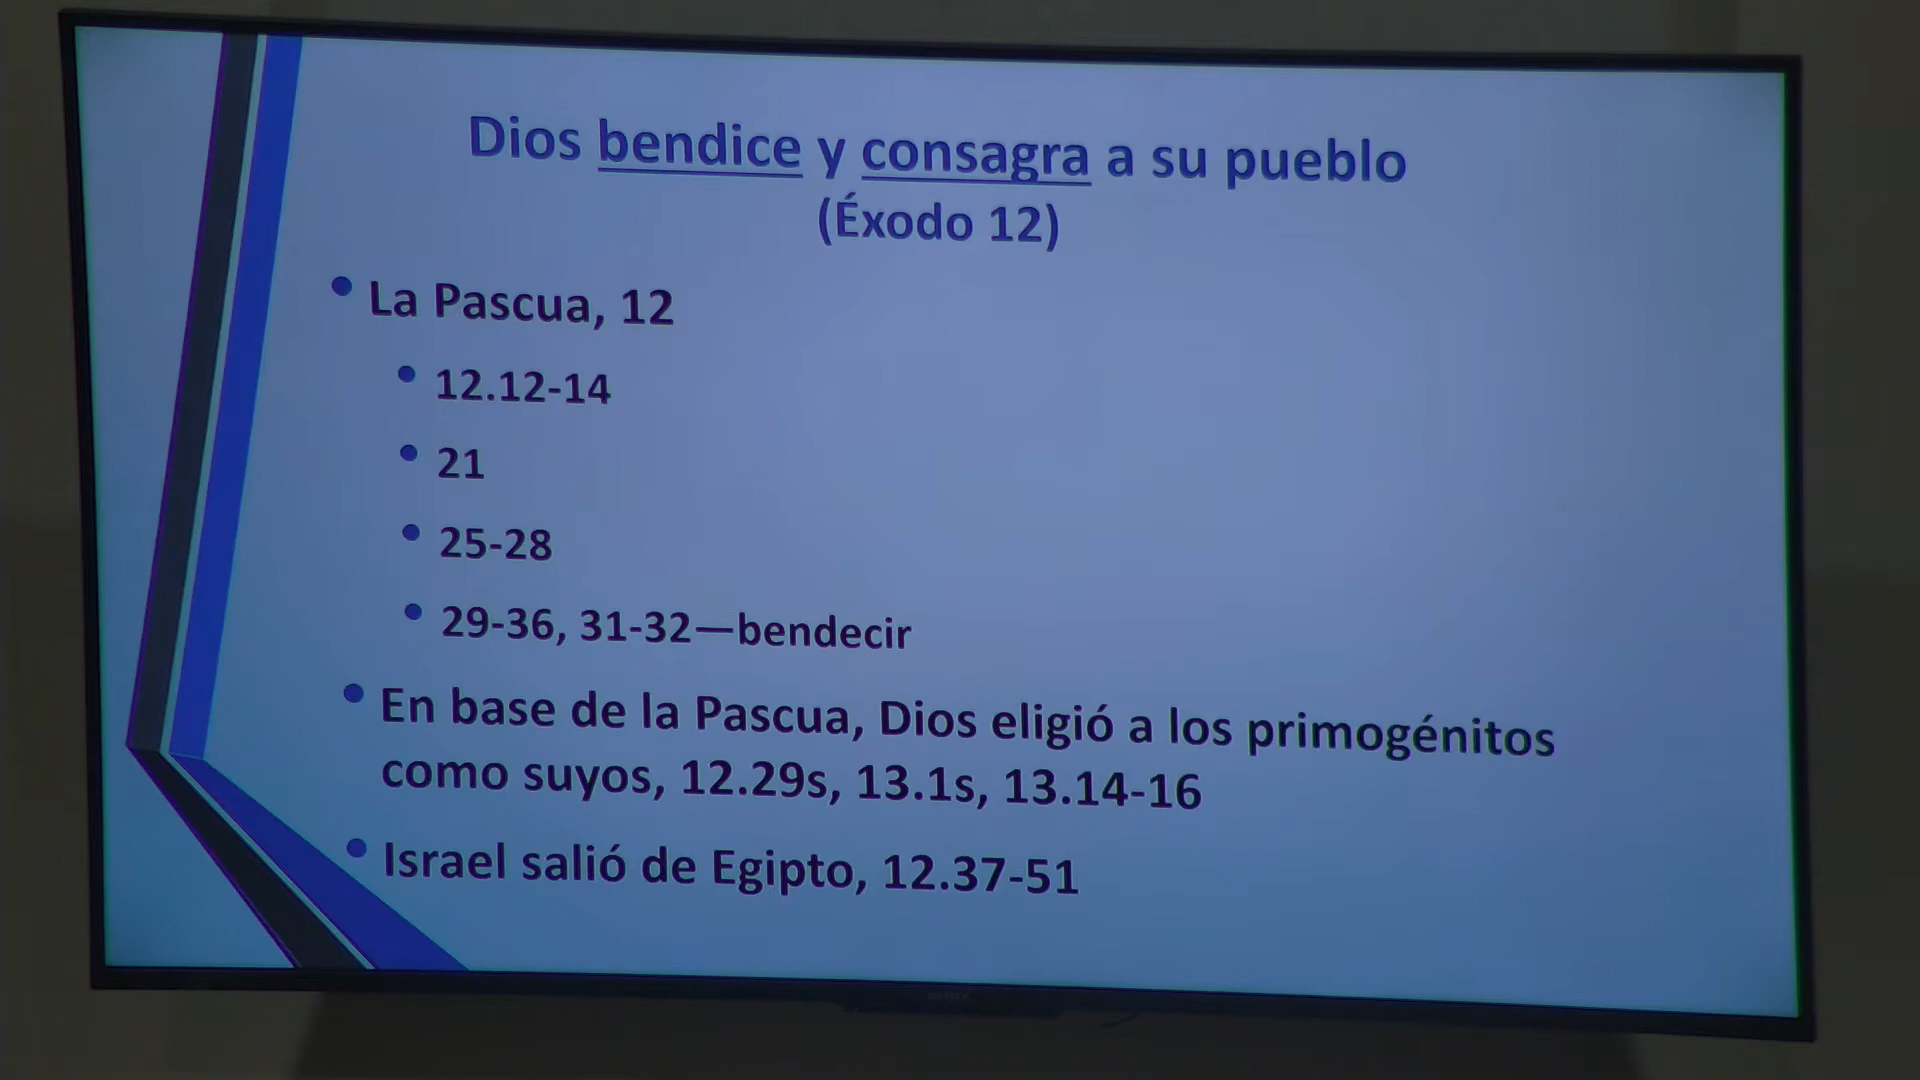 Dios bendice y consagra a su pueblo
(Éxodo 12)
• La Pascua, 12
• 12.12-14
• 21
• 25-28
• 29-36, 31-32—bendecir
• En base de la Pascua, Dios eligió a los primogénitos
como suyos, 12.29s, 13.1s, 13.14-16
• Israel salió de Egipto, 12.37-51